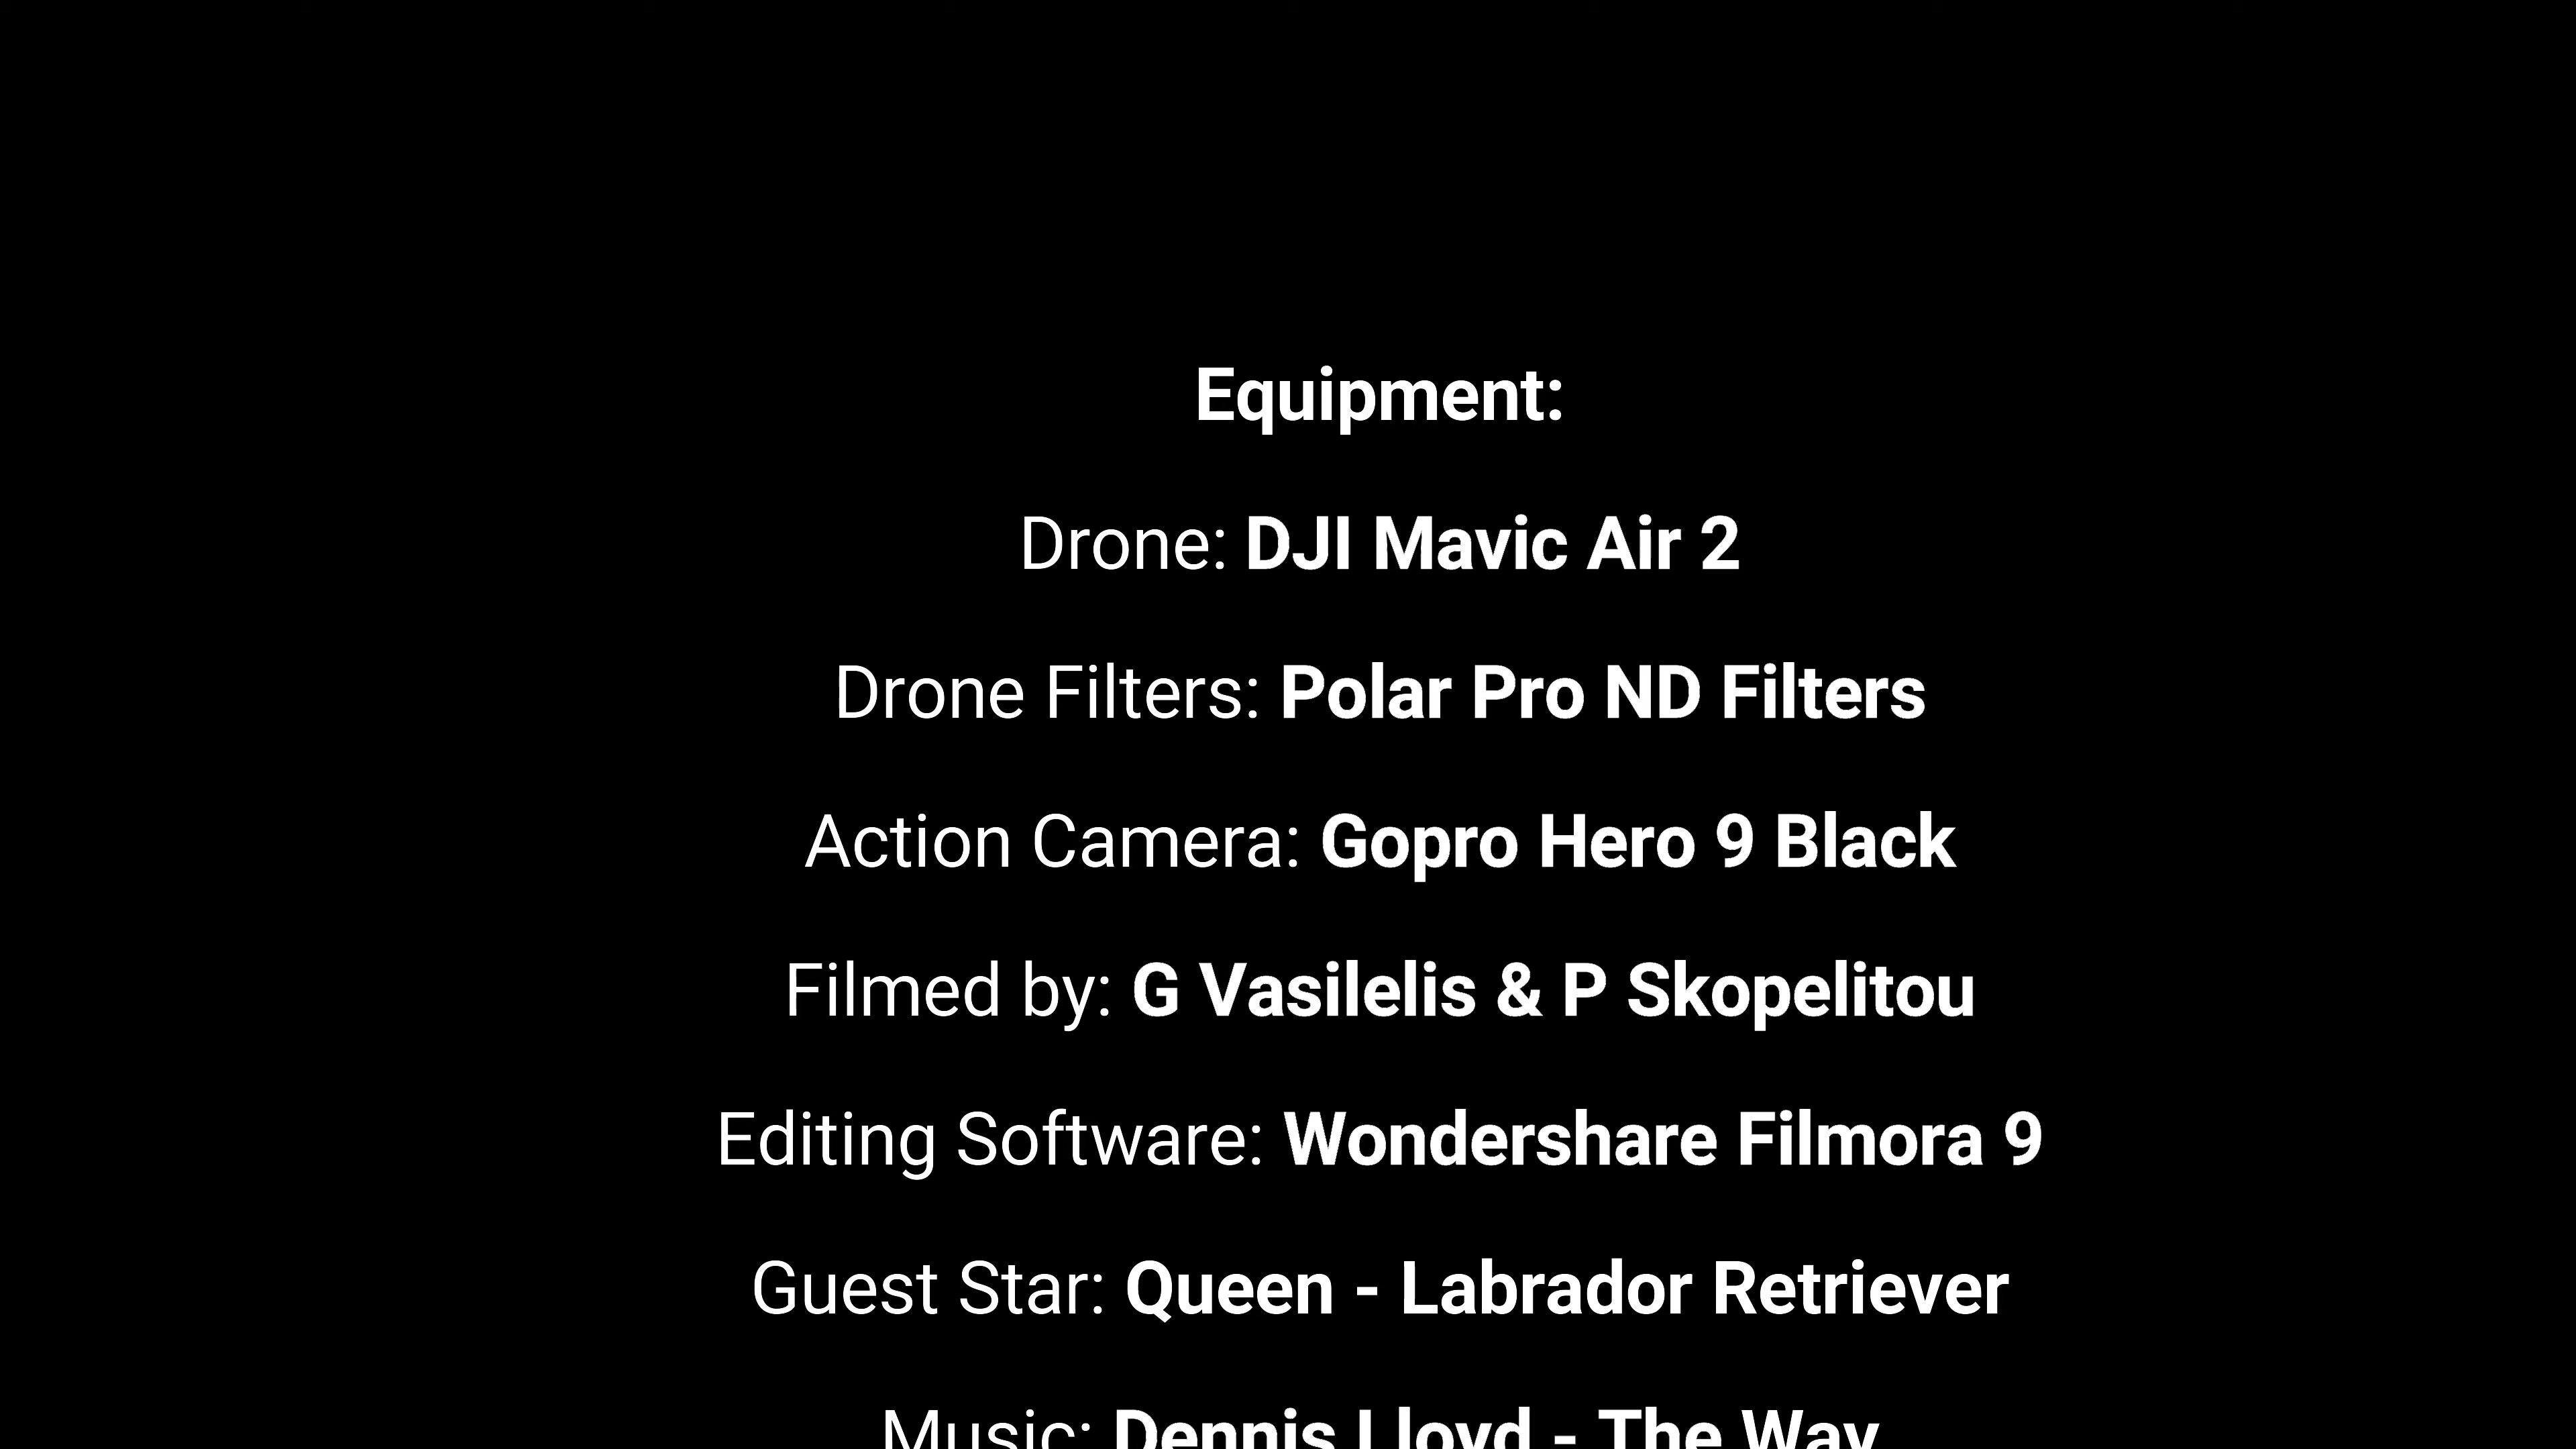 Equipment:
Drone: DJI Mavic Air 2
Drone Filters: Polar Pro ND Filters
Action Camera: Gopro Hero 9 Black
Filmed by: G Vasilelis & P Skopelitou
Editing Software: Wondershare Filmora 9
Guest Star: Queen - Labrador Retriever
Music: Dennis Lloyd - The Way